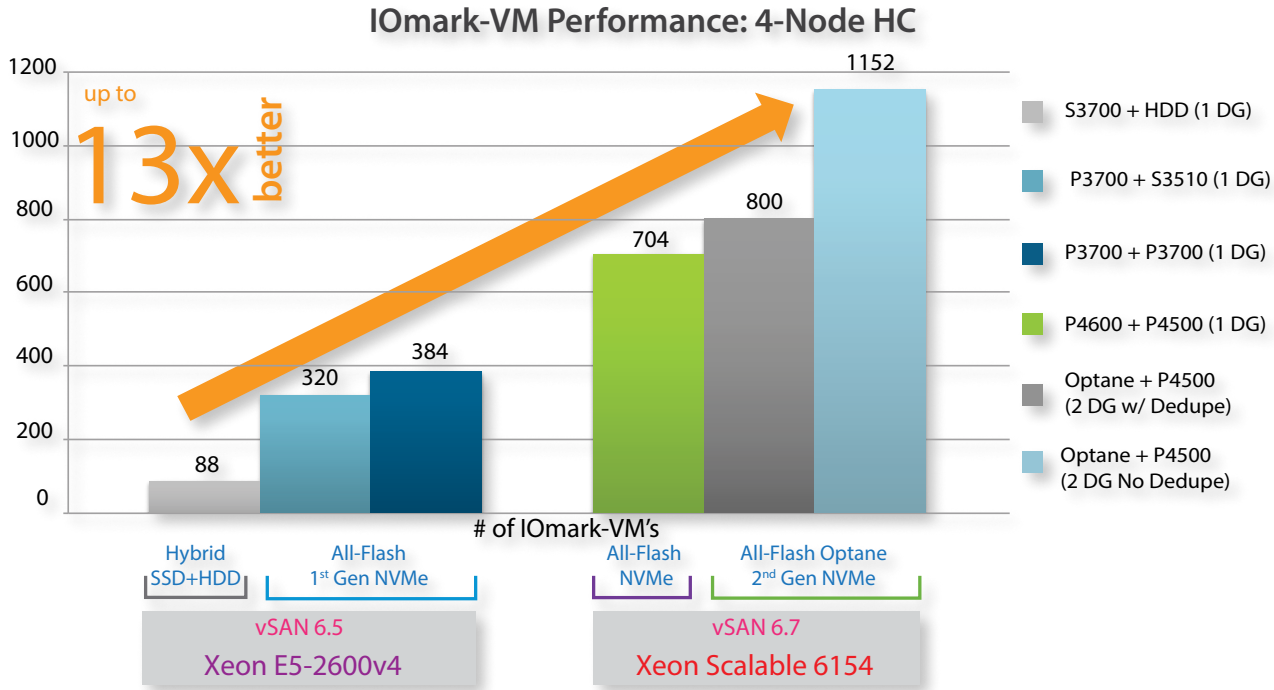 IOmark-VM Performance: 4-Node HC
up to
13x
better
1200
1000
800
600
400
200
0
88
320
384
704
800
1152
# of IOmark-VM's
S3700 + HDD (1 DG)
P3700 + S3510 (1 DG)
P3700 + P3700 (1 DG)
P4600 + P4500 (1 DG)
Optane + P4500
(2 DG w/ Dedupe)
Optane + P4500
(2 DG No Dedupe)
Hybrid
SSD+HDD
All-Flash
1st Gen NVMe
All-Flash
NVMe
All-Flash Optane
2nd Gen NVMe
vSAN 6.5
Xeon E5-2600v4
vSAN 6.7
Xeon Scalable 6154